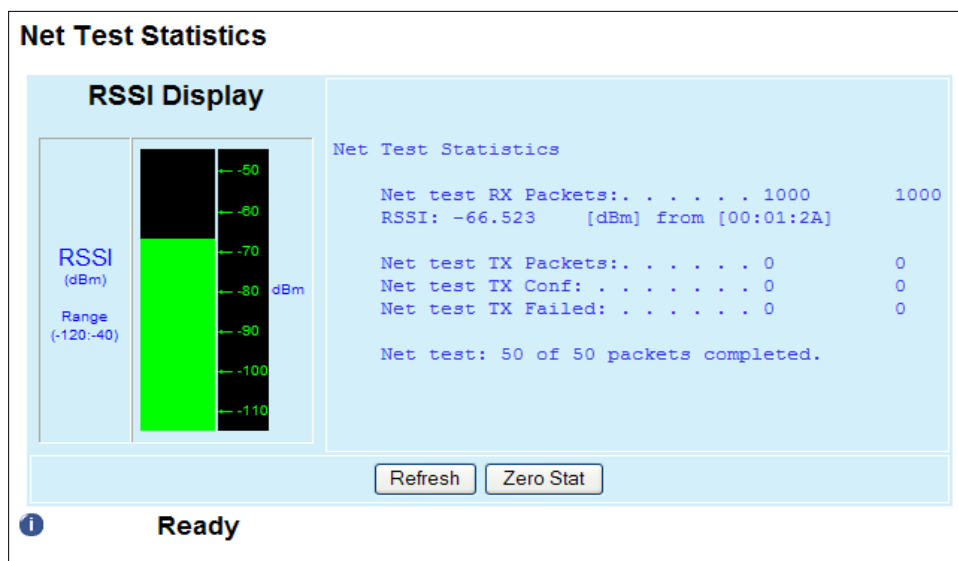 Net Test Statistics
RSSI Display
RSSI
(dBm)
Range
(-120:-40)
-50
-60
-70
-80 dBm
-90
-100
-110
Net Test Statistics
Net test RX Packets:. . . . . . 1000 1000
RSSI: -66.523 [dBm] from [00:01:2A]
Net test TX Packets:. . . . . . 0 0
Net test TX Conf: . . . . . . . 0 0
Net test TX Failed: . . . . . . 0 0
Net test: 50 of 50 packets completed.
Refresh Zero Stat
i Ready